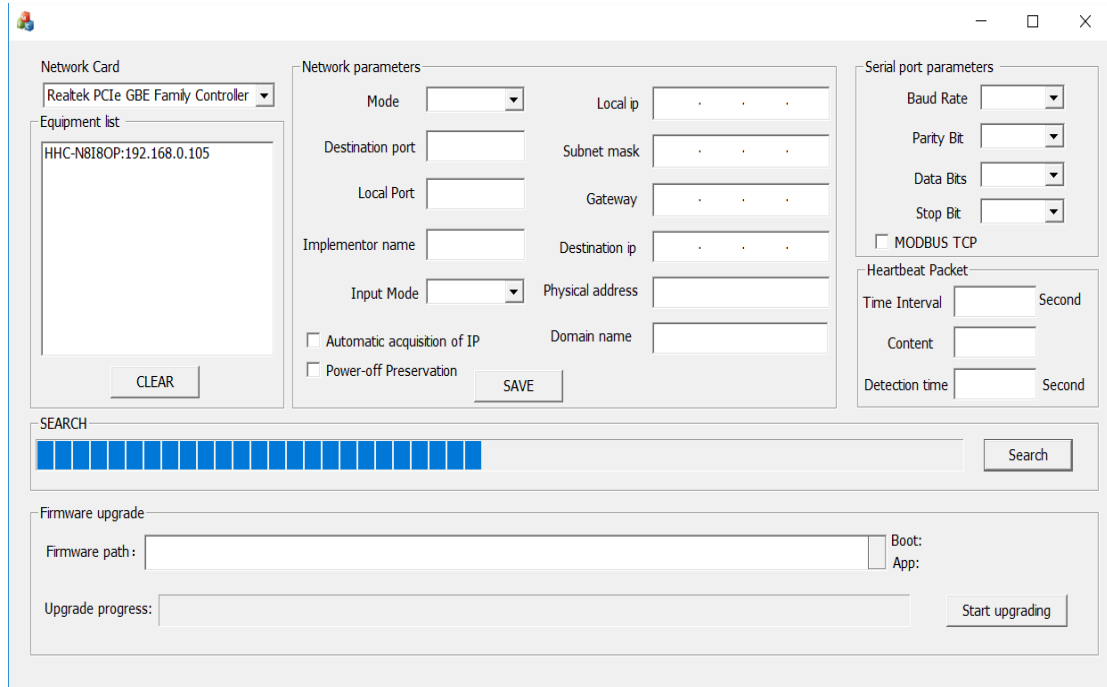 Network Card
Realtek PCIe GBE Family Controller
Equipment list
HHC-N8I8OP:192.168.0.105
CLEAR
Network parameters
Mode
Destination port
Local Port
Implementor name
Input Mode
Automatic acquisition of IP
Power-off Preservation
Local ip
Subnet mask
Gateway
Destination ip
Physical address
Domain name
SAVE
Serial port parameters
Baud Rate
Parity Bit
Data Bits
Stop Bit
MODBUS TCP
Heartbeat Packet
Time Interval Second
Content
Detection time Second
SEARCH
Search
Firmware upgrade
Firmware path:
Boot:
App:
Upgrade progress:
Start upgrading